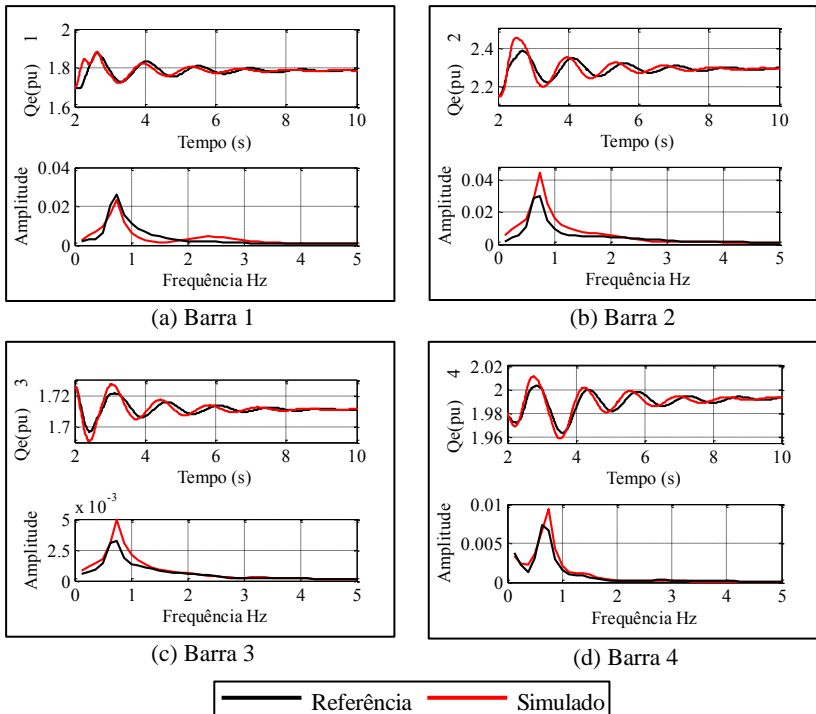 Qe(pu) 1
2
1.8
1.6
2 4 6 8 10
Tempo (s)
Amplitude
0.04
0.02
0
0 1 2 3 4 5
Frequência Hz
(a) Barra 1
Qe(pu) 2
2.4
2.2
2 4 6 8 10
Tempo (s)
Amplitude
0.04
0.02
0
0 1 2 3 4 5
Frequência Hz
(b) Barra 2
Qe(pu) 3
1.72
1.7
2 4 6 8 10
Tempo (s)
x 10-3
Amplitude
5
0
0 1 2 3 4 5
Frequência Hz
(c) Barra 3
Qe(pu) 4
2.02
2
1.98
1.96
2 4 6 8 10
Tempo (s)
Amplitude
0.01
0.005
0
0 1 2 3 4 5
Frequência Hz
(d) Barra 4
Referência Simulado